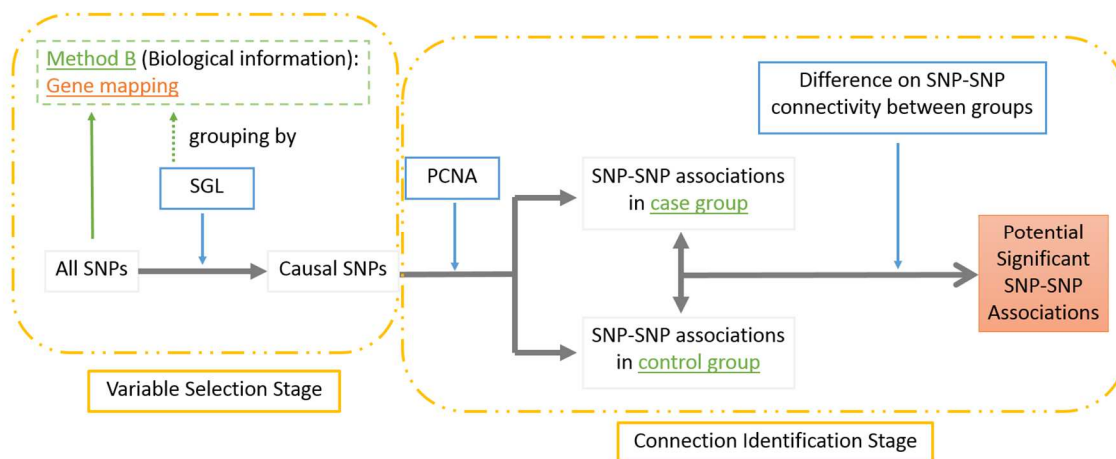 Method B (Biological information):
Gene mapping
grouping by
SGL
All SNPs
Causal SNPs
Variable Selection Stage
PCNA
SNP-SNP associations
in case group
SNP-SNP associations
in control group
Difference on SNP-SNP
connectivity between groups
Potential
Significant
SNP-SNP
Associations
Connection Identification Stage